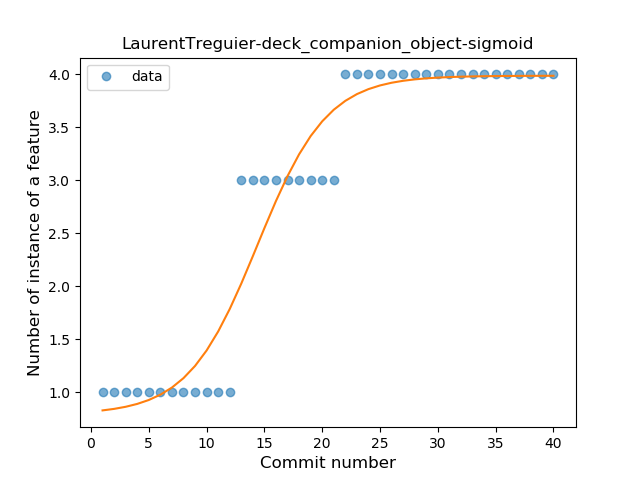 LaurentTreguier-deck_companion_object-sigmoid
data
4.0
3.5
3.0
2.5
2.0
1.5
1.0
Number of instance of a feature
0 5 10 15 20 25 30 35 40
Commit number